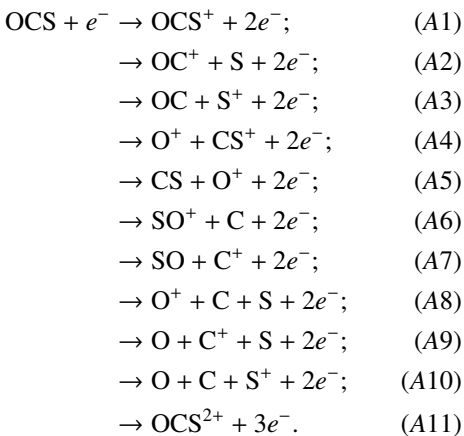 OCS + e⁻ → OCS⁺ + 2e⁻; (A1)
→ OC⁺ + S + 2e⁻; (A2)
→ OC + S⁺ + 2e⁻; (A3)
→ O⁺ + CS⁺ + 2e⁻; (A4)
→ CS + O⁺ + 2e⁻; (A5)
→ SO⁺ + C + 2e⁻; (A6)
→ SO + C⁺ + 2e⁻; (A7)
→ O⁺ + C + S + 2e⁻; (A8)
→ O + C⁺ + S + 2e⁻; (A9)
→ O + C + S⁺ + 2e⁻; (A10)
→ OCS²⁺ + 3e⁻. (A11)